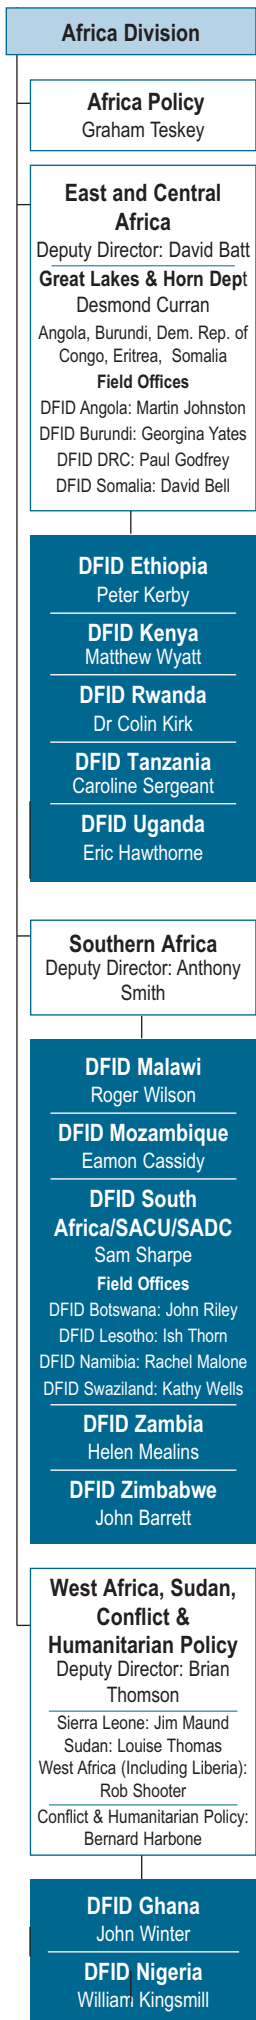 Africa Division
Africa Policy
Graham Teskey
East and Central
Africa
Deputy Director: David Batt
Great Lakes & Horn Dept
Desmond Curran
Angola, Burundi, Dem. Rep. of
Congo, Eritrea, Somalia
Field Offices
DFID Angola: Martin Johnston
DFID Burundi: Georgina Yates
DFID DRC: Paul Godfrey
DFID Somalia: David Bell
DFID Ethiopia
Peter Kerby
DFID Kenya
Matthew Wyatt
DFID Rwanda
Dr Colin Kirk
DFID Tanzania
Caroline Sergeant
DFID Uganda
Eric Hawthorne
Southern Africa
Deputy Director: Anthony
Smith
DFID Malawi
Roger Wilson
DFID Mozambique
Eamon Cassidy
DFID South
Africa/SACU/SADC
Sam Sharpe
Field Offices
DFID Botswana: John Riley
DFID Lesotho: Ish Thorn
DFID Namibia: Rachel Malone
DFID Swaziland: Kathy Wells
DFID Zambia
Helen Mealins
DFID Zimbabwe
John Barrett
West Africa, Sudan,
Conflict &
Humanitarian Policy
Deputy Director: Brian
Thomson
Sierra Leone: Jim Maund
Sudan: Louise Thomas
West Africa (Including Liberia):
Rob Shooter
Conflict & Humanitarian Policy:
Bernard Harbone
DFID Ghana
John Winter
DFID Nigeria
William Kingsmill